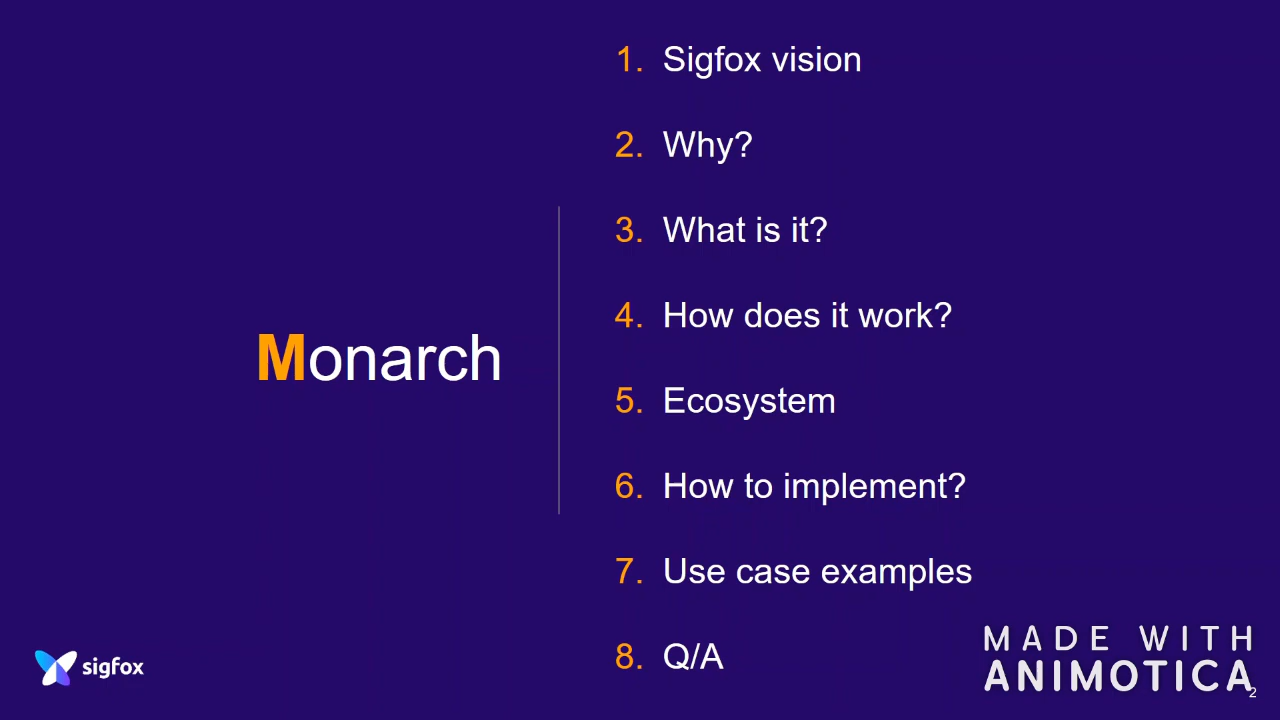 Monarch
1. Sigfox vision
2. Why?
3. What is it?
4. How does it work?
5. Ecosystem
6. How to implement?
7. Use case examples
8. Q/A
sigfox
MADE WITH
ANIMOTICA
2